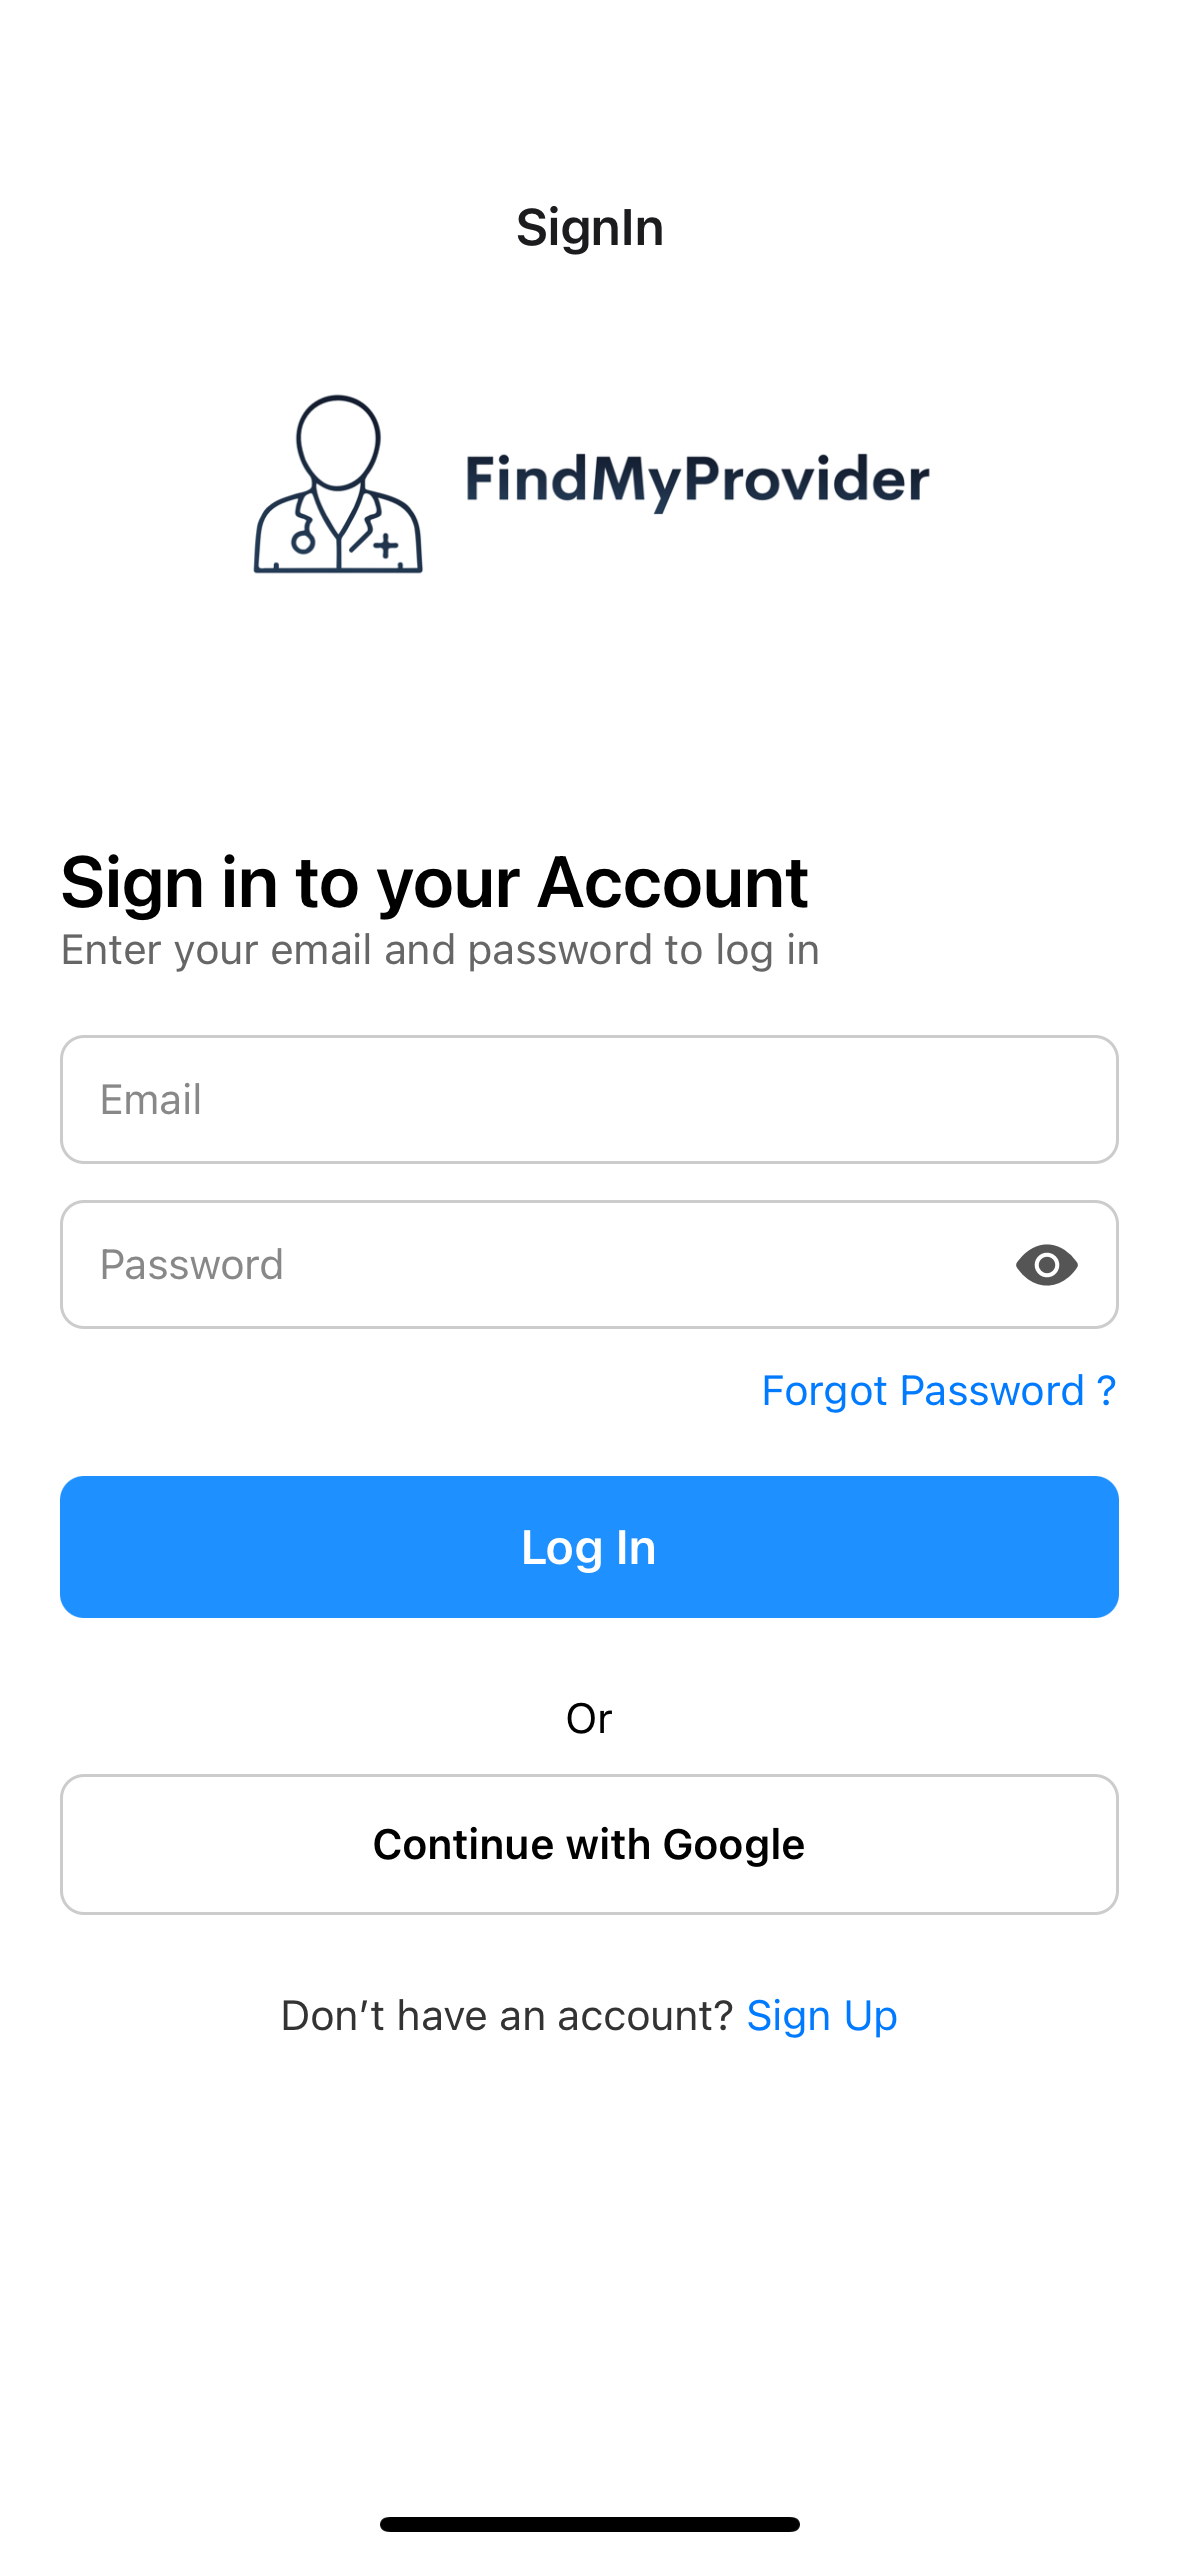 SignIn
FindMyProvider
Sign in to your Account
Enter your email and password to log in
Email
Password
Forgot Password ?
Log In
Or
Continue with Google
Don’t have an account? Sign Up